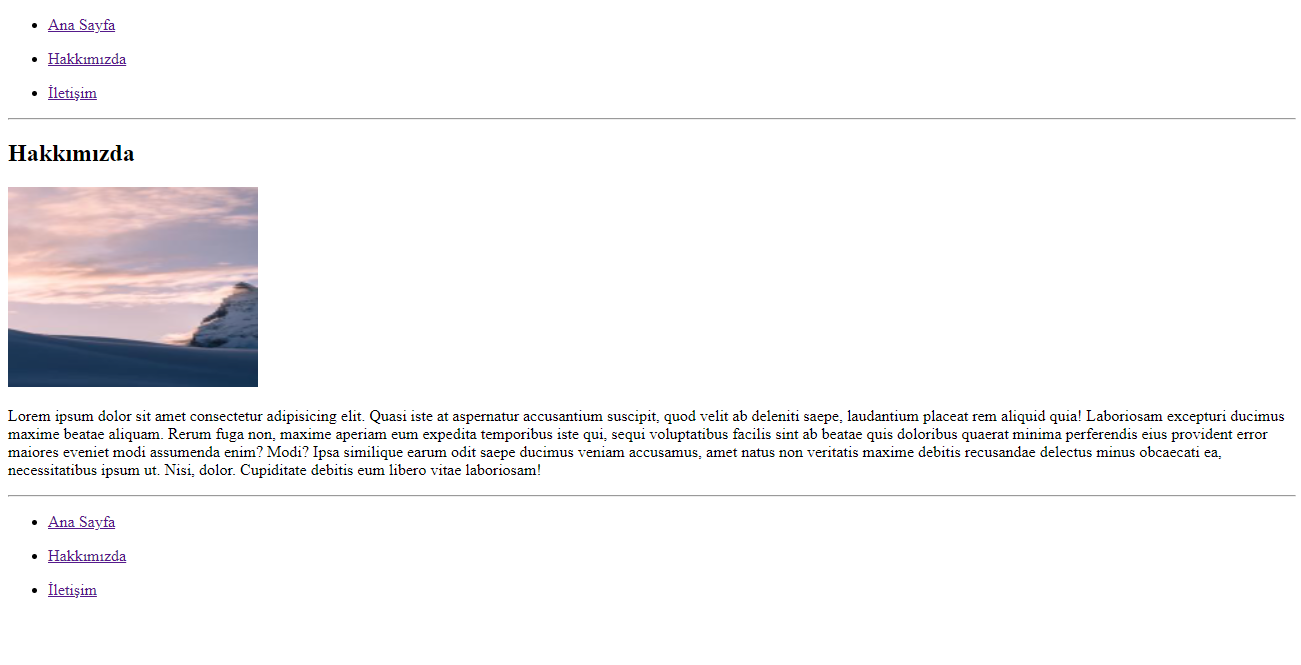 Ana Sayfa
Hakkımızda
İletişim
Hakkımızda
Lorem ipsum dolor sit amet consectetur adipisicing elit. Quasi iste at aspernatur accusantium suscipit, quod velit ab deleniti saepe, laudantium placeat rem aliquid quia! Laboriosam excepturi ducimus
maxime beatae aliquam. Rerum fuga non, maxime aperiam eum expedita temporibus iste qui, sequi voluptatibus facilis sint ab beatae quis doloribus quaerat minima perferendis eius provident error
maiores eveniet modi assumenda enim? Modi? Ipsa similique earum odit saepe ducimus veniam accusamus, amet natus non veritatis maxime debitis recusandae delectus minus obcaecati ea,
necessitatibus ipsum ut. Nisi, dolor. Cupiditate debitis eum libero vitae laboriosam!
Ana Sayfa
Hakkımızda
İletişim